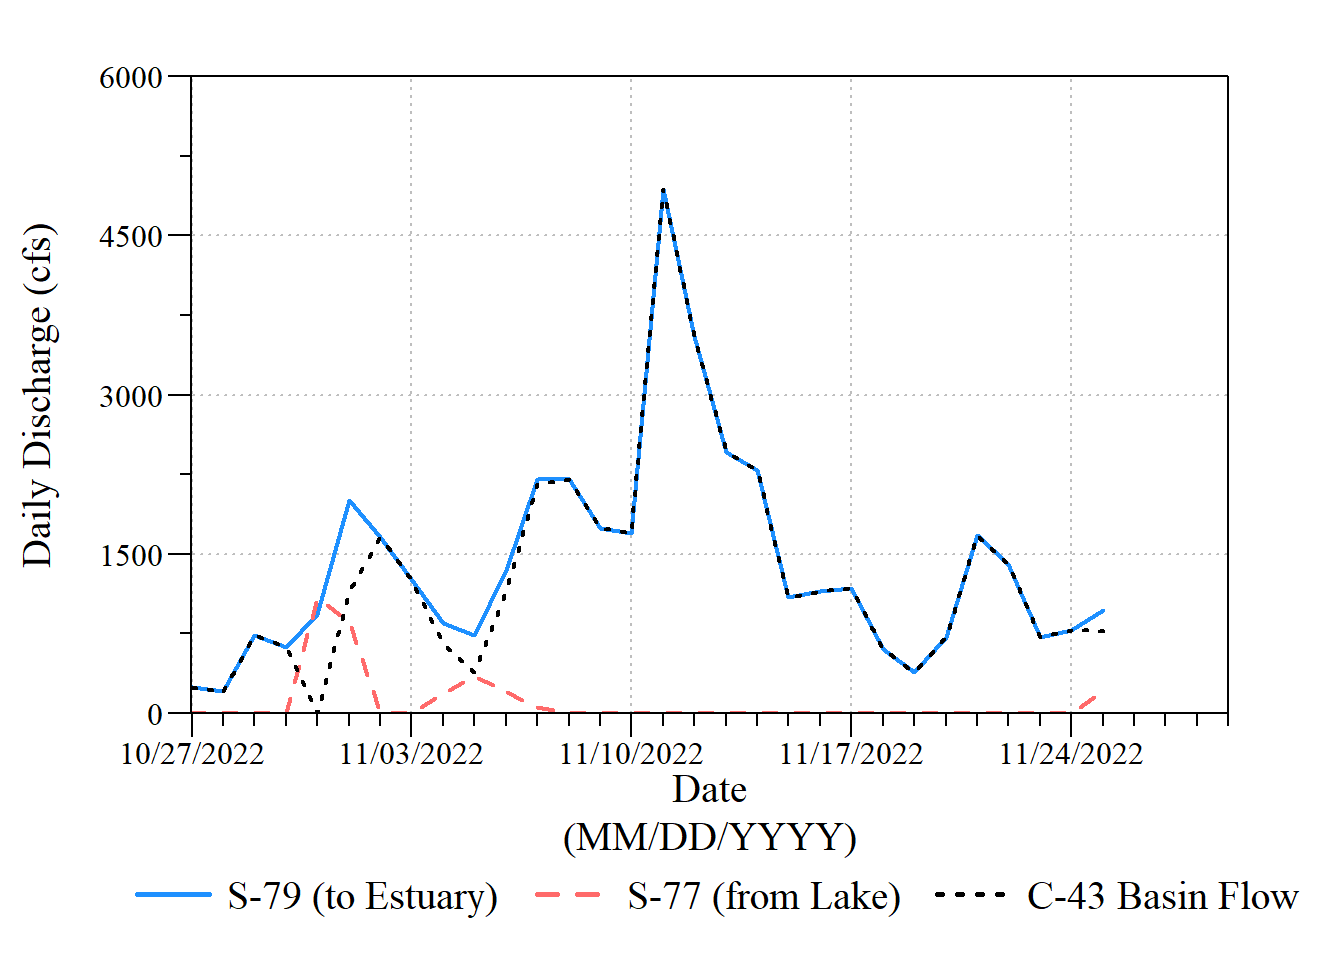 6000
4500
3000
1500
0
Daily Discharge (cfs)
10/27/2022 11/03/2022 11/10/2022 11/17/2022 11/24/2022
Date
(MM/DD/YYYY)
S-79 (to Estuary) S-77 (from Lake) C-43 Basin Flow